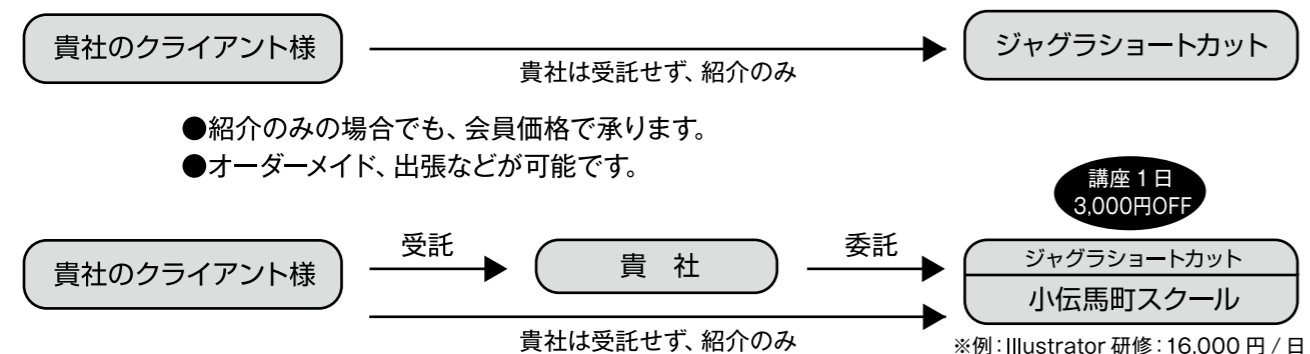 貴社のクライアント様
ジャグラショートカット
貴社は受託せず、紹介のみ
●紹介のみの場合でも、会員価格で承ります。
●オーダーメイド、出張などが可能です。
講座1日
3,000円OFF
貴社のクライアント様
受託
貴 社
委託
ジャグラショートカット
小伝馬町スクール
貴社は受託せず、紹介のみ
※例：Illustrator 研修：16,000 円 / 日